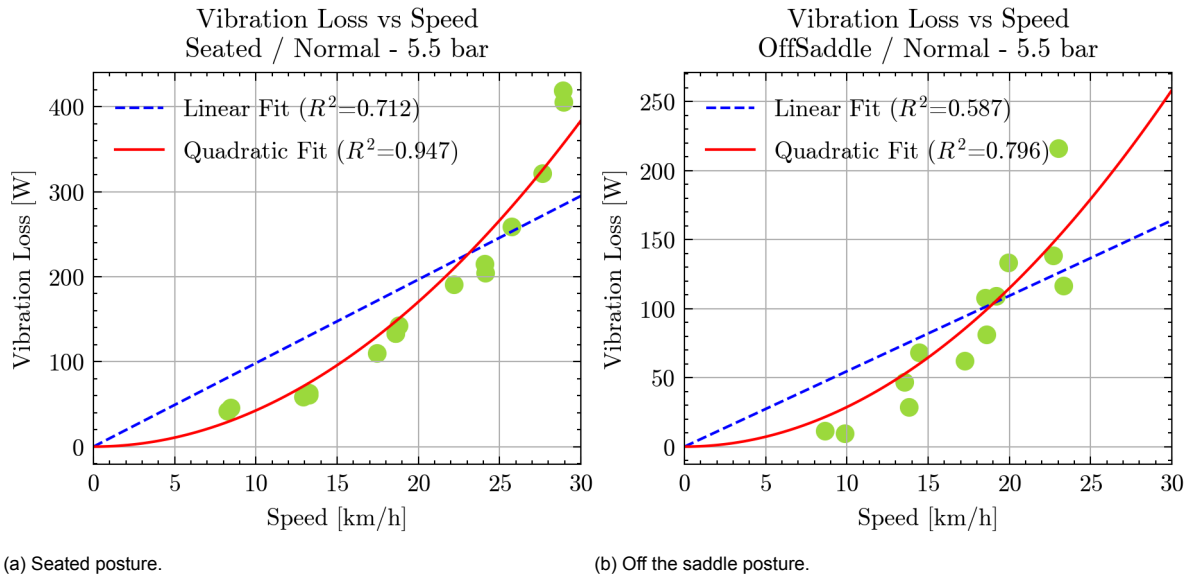 Vibration Loss vs Speed
Seated / Normal - 5.5 bar
Vibration Loss [W]
400
300
200
100
0
Linear Fit (R²=0.712)
Quadratic Fit (R²=0.947)
0 5 10 15 20 25 30
Speed [km/h]
(a) Seated posture.
Vibration Loss vs Speed
OffSaddle / Normal - 5.5 bar
Vibration Loss [W]
250
200
150
100
50
0
Linear Fit (R²=0.587)
Quadratic Fit (R²=0.796)
0 5 10 15 20 25 30
Speed [km/h]
(b) Off the saddle posture.